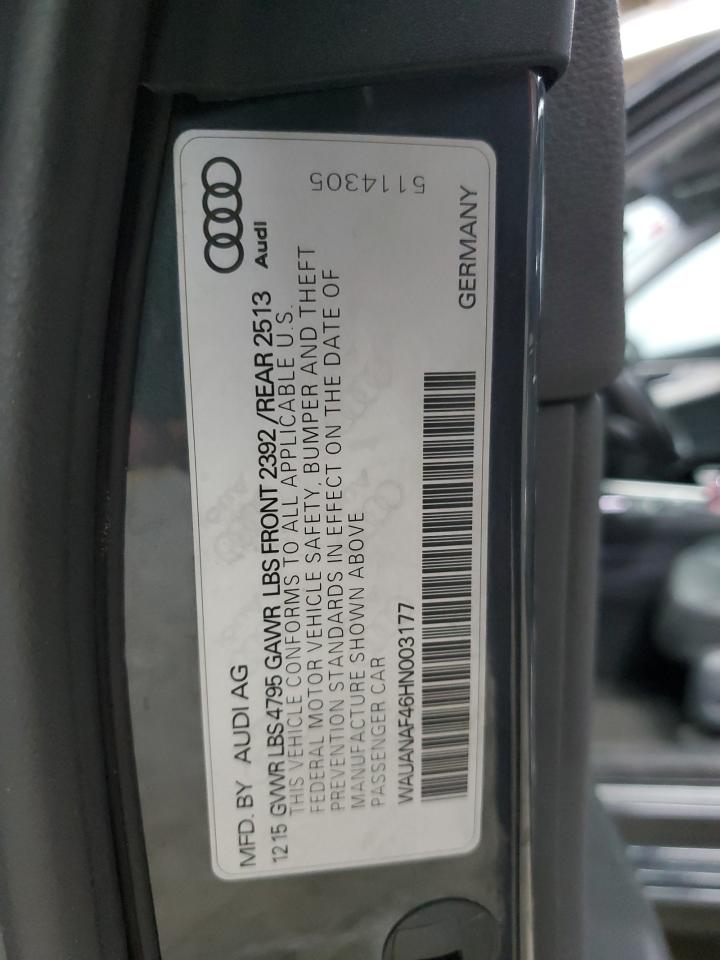 MFD. BY AUDI AG
12 15 GVWR LBS 4795 GAWR LBS FRONT 2392 /REAR 2513
THIS VEHICLE CONFORMS TO ALL APPLICABLE U.S.
FEDERAL MOTOR VEHICLE SAFETY, BUMPER AND THEFT
PREVENTION STANDARDS IN EFFECT ON THE DATE OF
MANUFACTURE SHOWN ABOVE
PASSENGER CAR
WAUANAF46HN003177
Audi
5114305
GERMANY